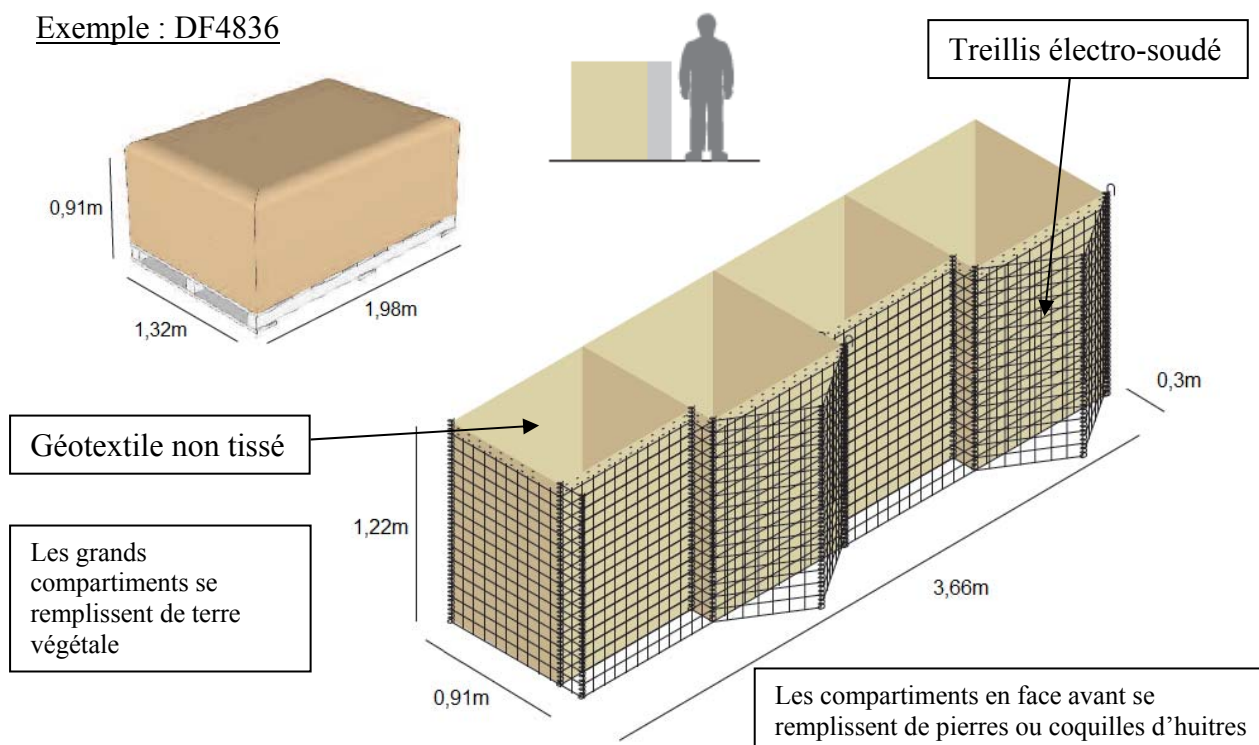 Exemple : DF4836
Treillis électro-soudé
0,91m
1,32m
1,98m
0,3m
Géotextile non tissé
1,22m
3,66m
Les grands
compartiments se
remplissent de terre
végétale
0,91m
Les compartiments en face avant se
remplissent de pierres ou coquilles d’huitres